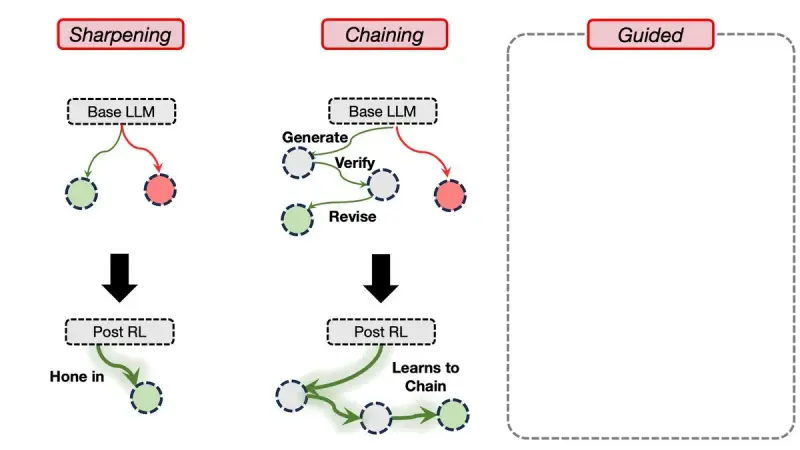 Sharpening
Chaining
Guided
Base LLM
Base LLM
Generate
Verify
Revise
Post RL
Post RL
Hone in
Learns to
Chain